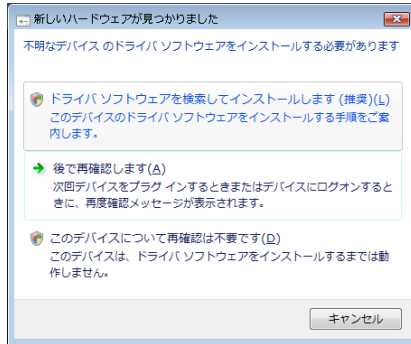 新しいハードウェアが見つかりました
不明なデバイス のドライバ ソフトウェアをインストールする必要があります
ドライバ ソフトウェアを検索してインストールします (推奨)(L)
このデバイスのドライバ ソフトウェアをインストールする手順をご案
内します。
後で再確認します(A)
次回デバイスをプラグ インするときまたはデバイスにログオンすると
きに、再度確認メッセージが表示されます。
このデバイスについて再確認は不要です(D)
このデバイスは、ドライバ ソフトウェアをインストールするまでは動
作しません。
キャンセル